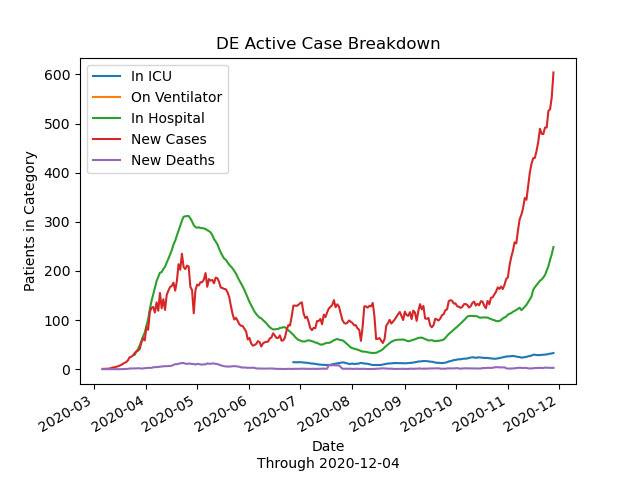 DE Active Case Breakdown
In ICU
On Ventilator
In Hospital
New Cases
New Deaths
Patients in Category
600
500
400
300
200
100
0
2020-03
2020-04
2020-05
2020-06
2020-07
2020-08
2020-09
2020-10
2020-11
2020-12
Date
Through 2020-12-04